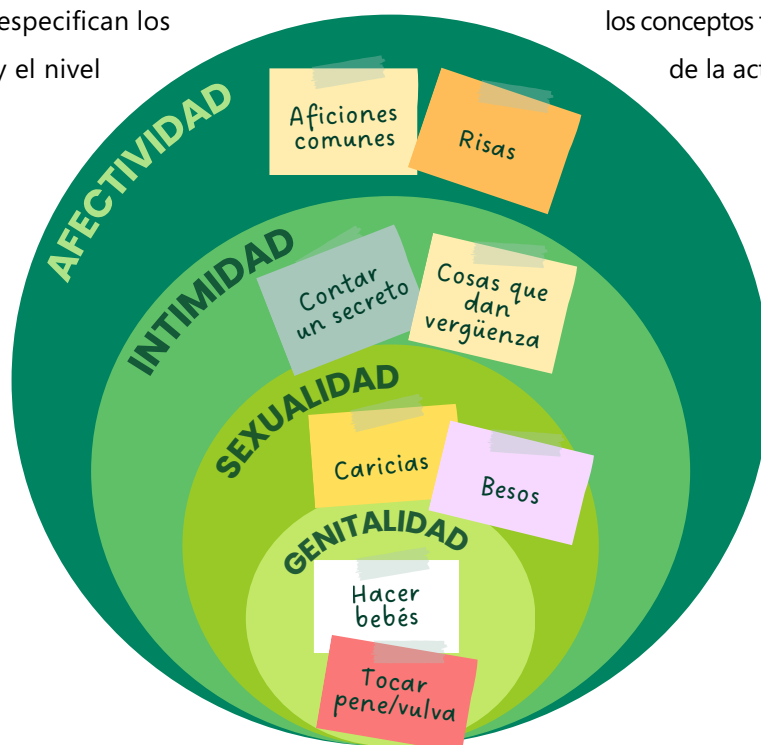 especifican los
los conceptos
y el nivel
de la act
AFECTIVIDAD
Aficiones
comunes
Risas
INTIMIDAD
Contar
un secreto
Cosas que
dan
vergüenza
SEXUALIDAD
Caricias
Besos
GENITALIDAD
Hacer
bebés
Tocar
pene/vulva